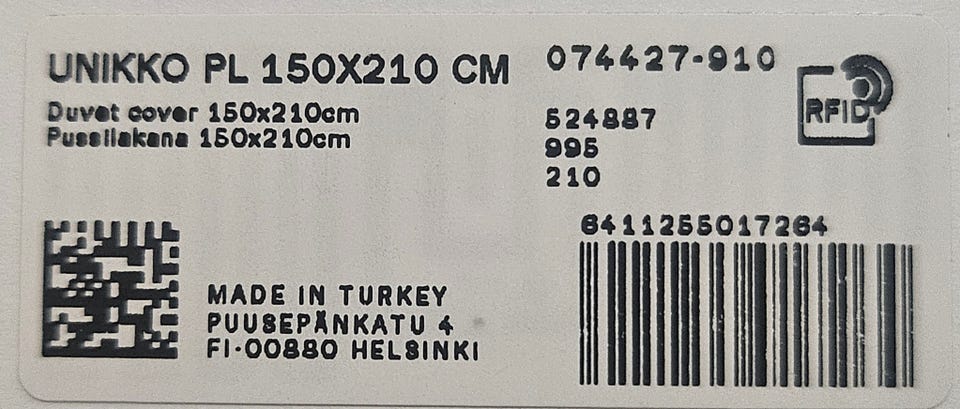 UNIKKO PL 150X210 CM
Duvet cover 150x210cm
Pussilakana 150x210cm
074427-910
524887
995
210
RFID
6411255017264
MADE IN TURKEY
PUUSEPÄNKATU 4
FI-00880 HELSINKI